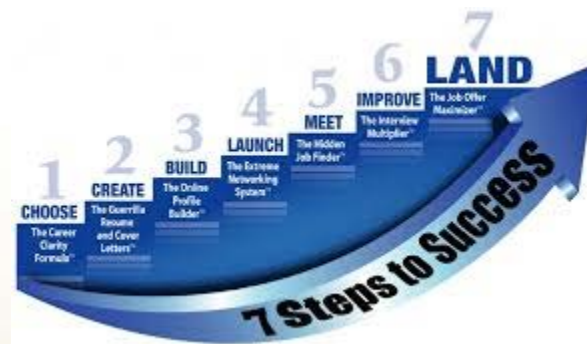 1
CHOOSE
The Career
Clarity
Formula™
2
CREATE
The Guerrilla
Resume
and Cover
Letters™
3
BUILD
The Online
Profile
Builder™
4
LAUNCH
The Extreme
Networking
System™
5
MEET
The Hidden
Job Finder™
6
IMPROVE
The Interview
Multiplier™
7
LAND
The Job Offer
Maximizer™
7 Steps to Success